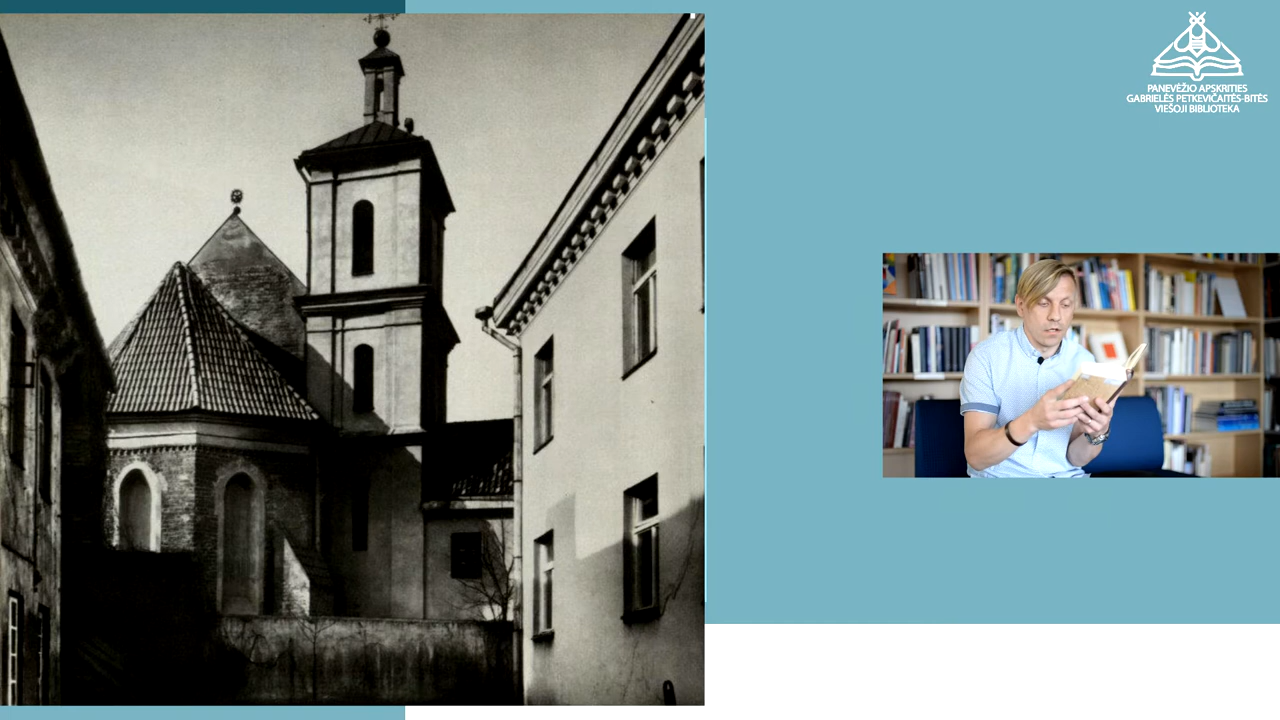 PANEVĖŽIO APSKRITIES
GABRIELĖS PETKEVIČAITĖS-BITĖS
VIEŠOJI BIBLIOTEKA